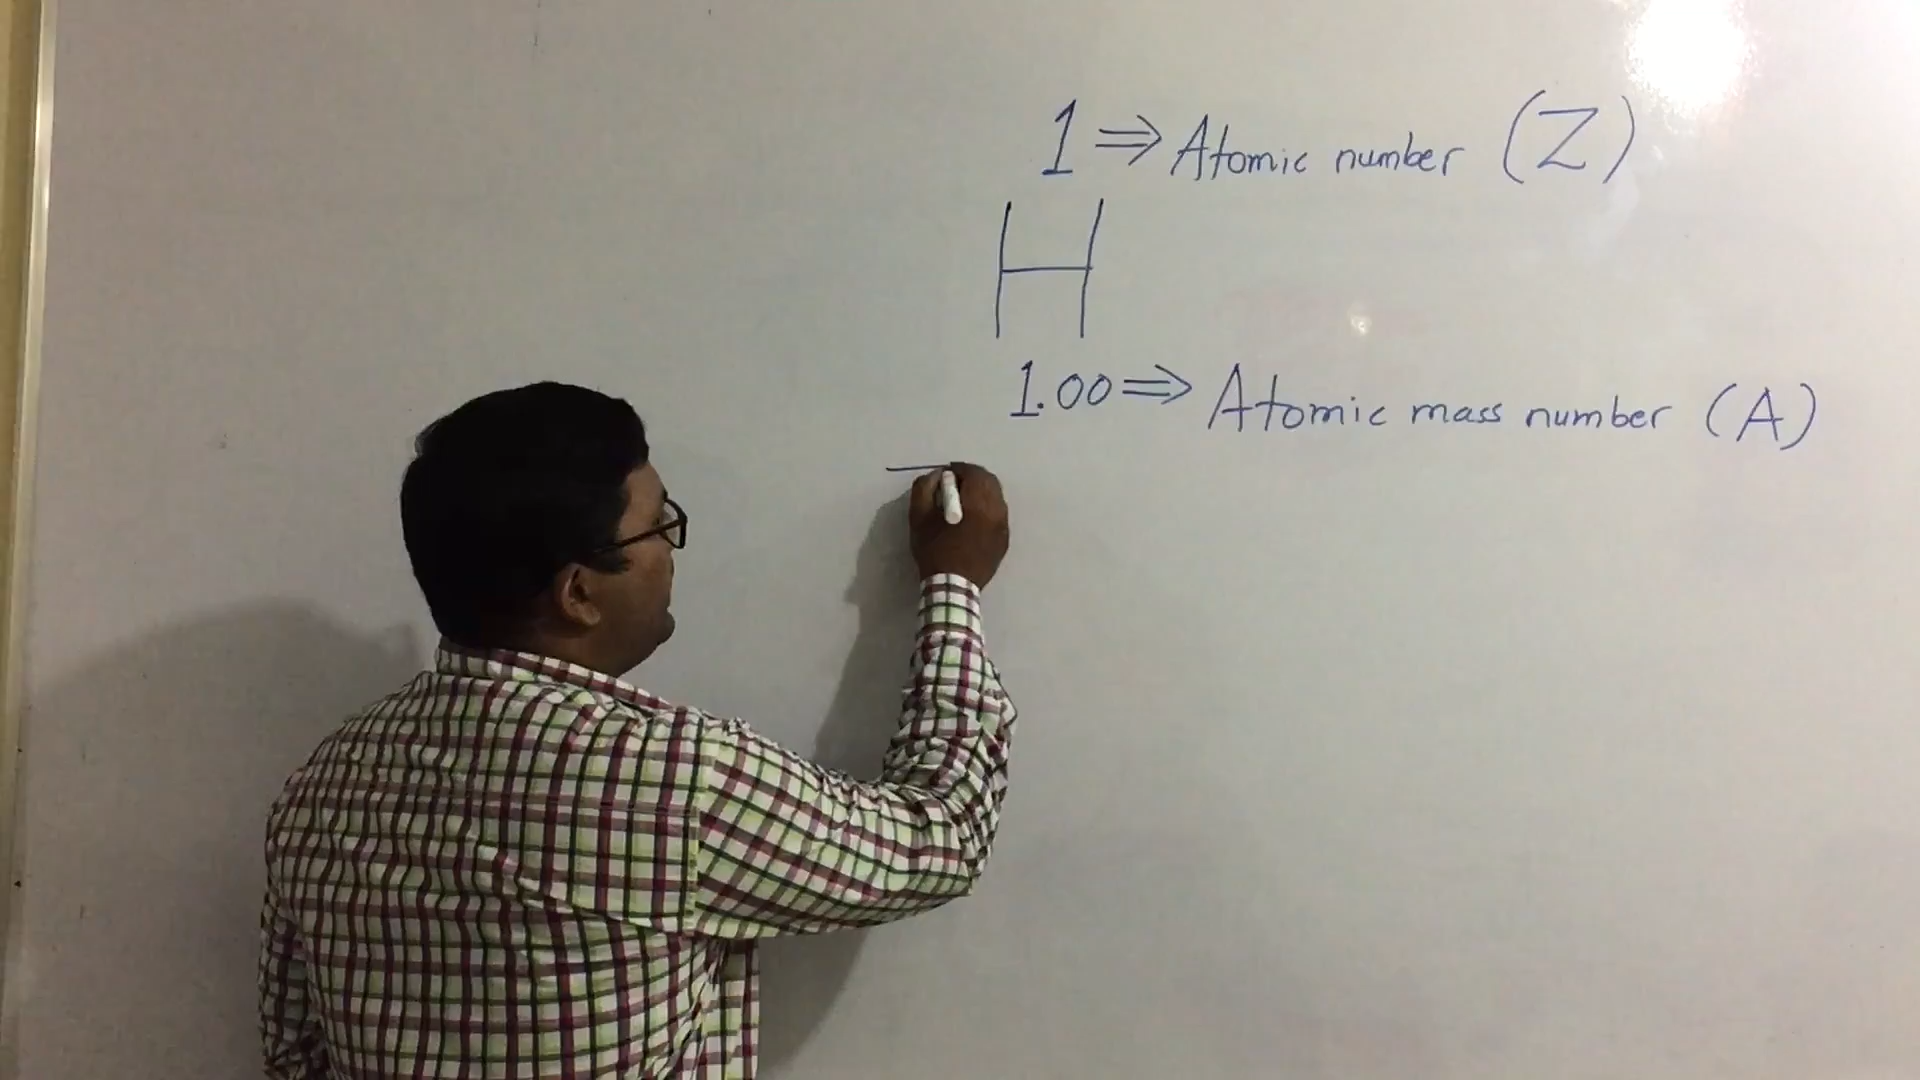 1 ⇒ Atomic number (Z)
H
1.00 ⇒ Atomic mass number (A)